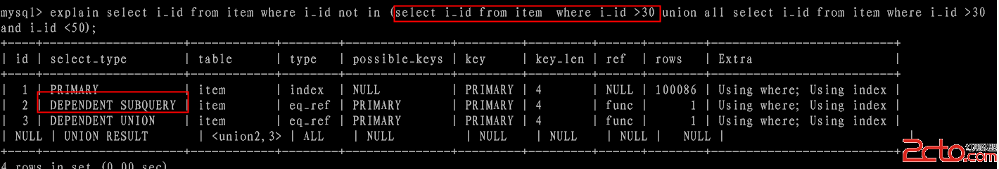 mysql> explain select i_id from item where i_id not in (select i_id from item  where i_id >30 union all select i_id from item where i_id >30
and i_id <50);
+----+--------------------+------------+--------+---------------+---------+---------+------+--------+--------------------------+
| id | select_type | table | type | possible_keys | key | key_len | ref | rows | Extra |
+----+--------------------+------------+--------+---------------+---------+---------+------+--------+--------------------------+
| 1 | PRIMARY | item | index | NULL | PRIMARY | 4 | NULL | 100086 | Using where; Using index |
| 2 | DEPENDENT SUBQUERY | item | eq_ref | PRIMARY | PRIMARY | 4 | func | 1 | Using where; Using index |
| 3 | DEPENDENT UNION | item | eq_ref | PRIMARY | PRIMARY | 4 | func | 1 | Using where; Using index |
| NULL | UNION RESULT | <union2,3> | ALL | NULL | NULL | NULL | NULL | NULL | |
+----+--------------------+------------+--------+---------------+---------+---------+------+--------+--------------------------+
4 rows in set (0.00 sec)
2cto.com